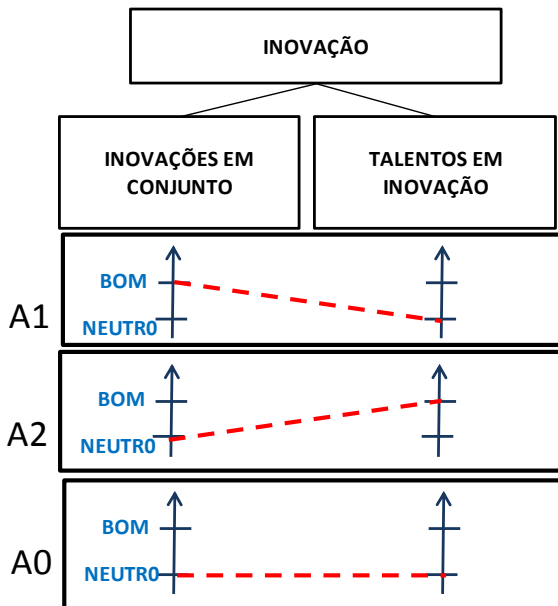 INOVAÇÃO
INOVAÇÕES EM
CONJUNTO
TALENTOS EM
INOVAÇÃO
A1
BOM
NEUTR0
A2
BOM
NEUTR0
A0
BOM
NEUTR0